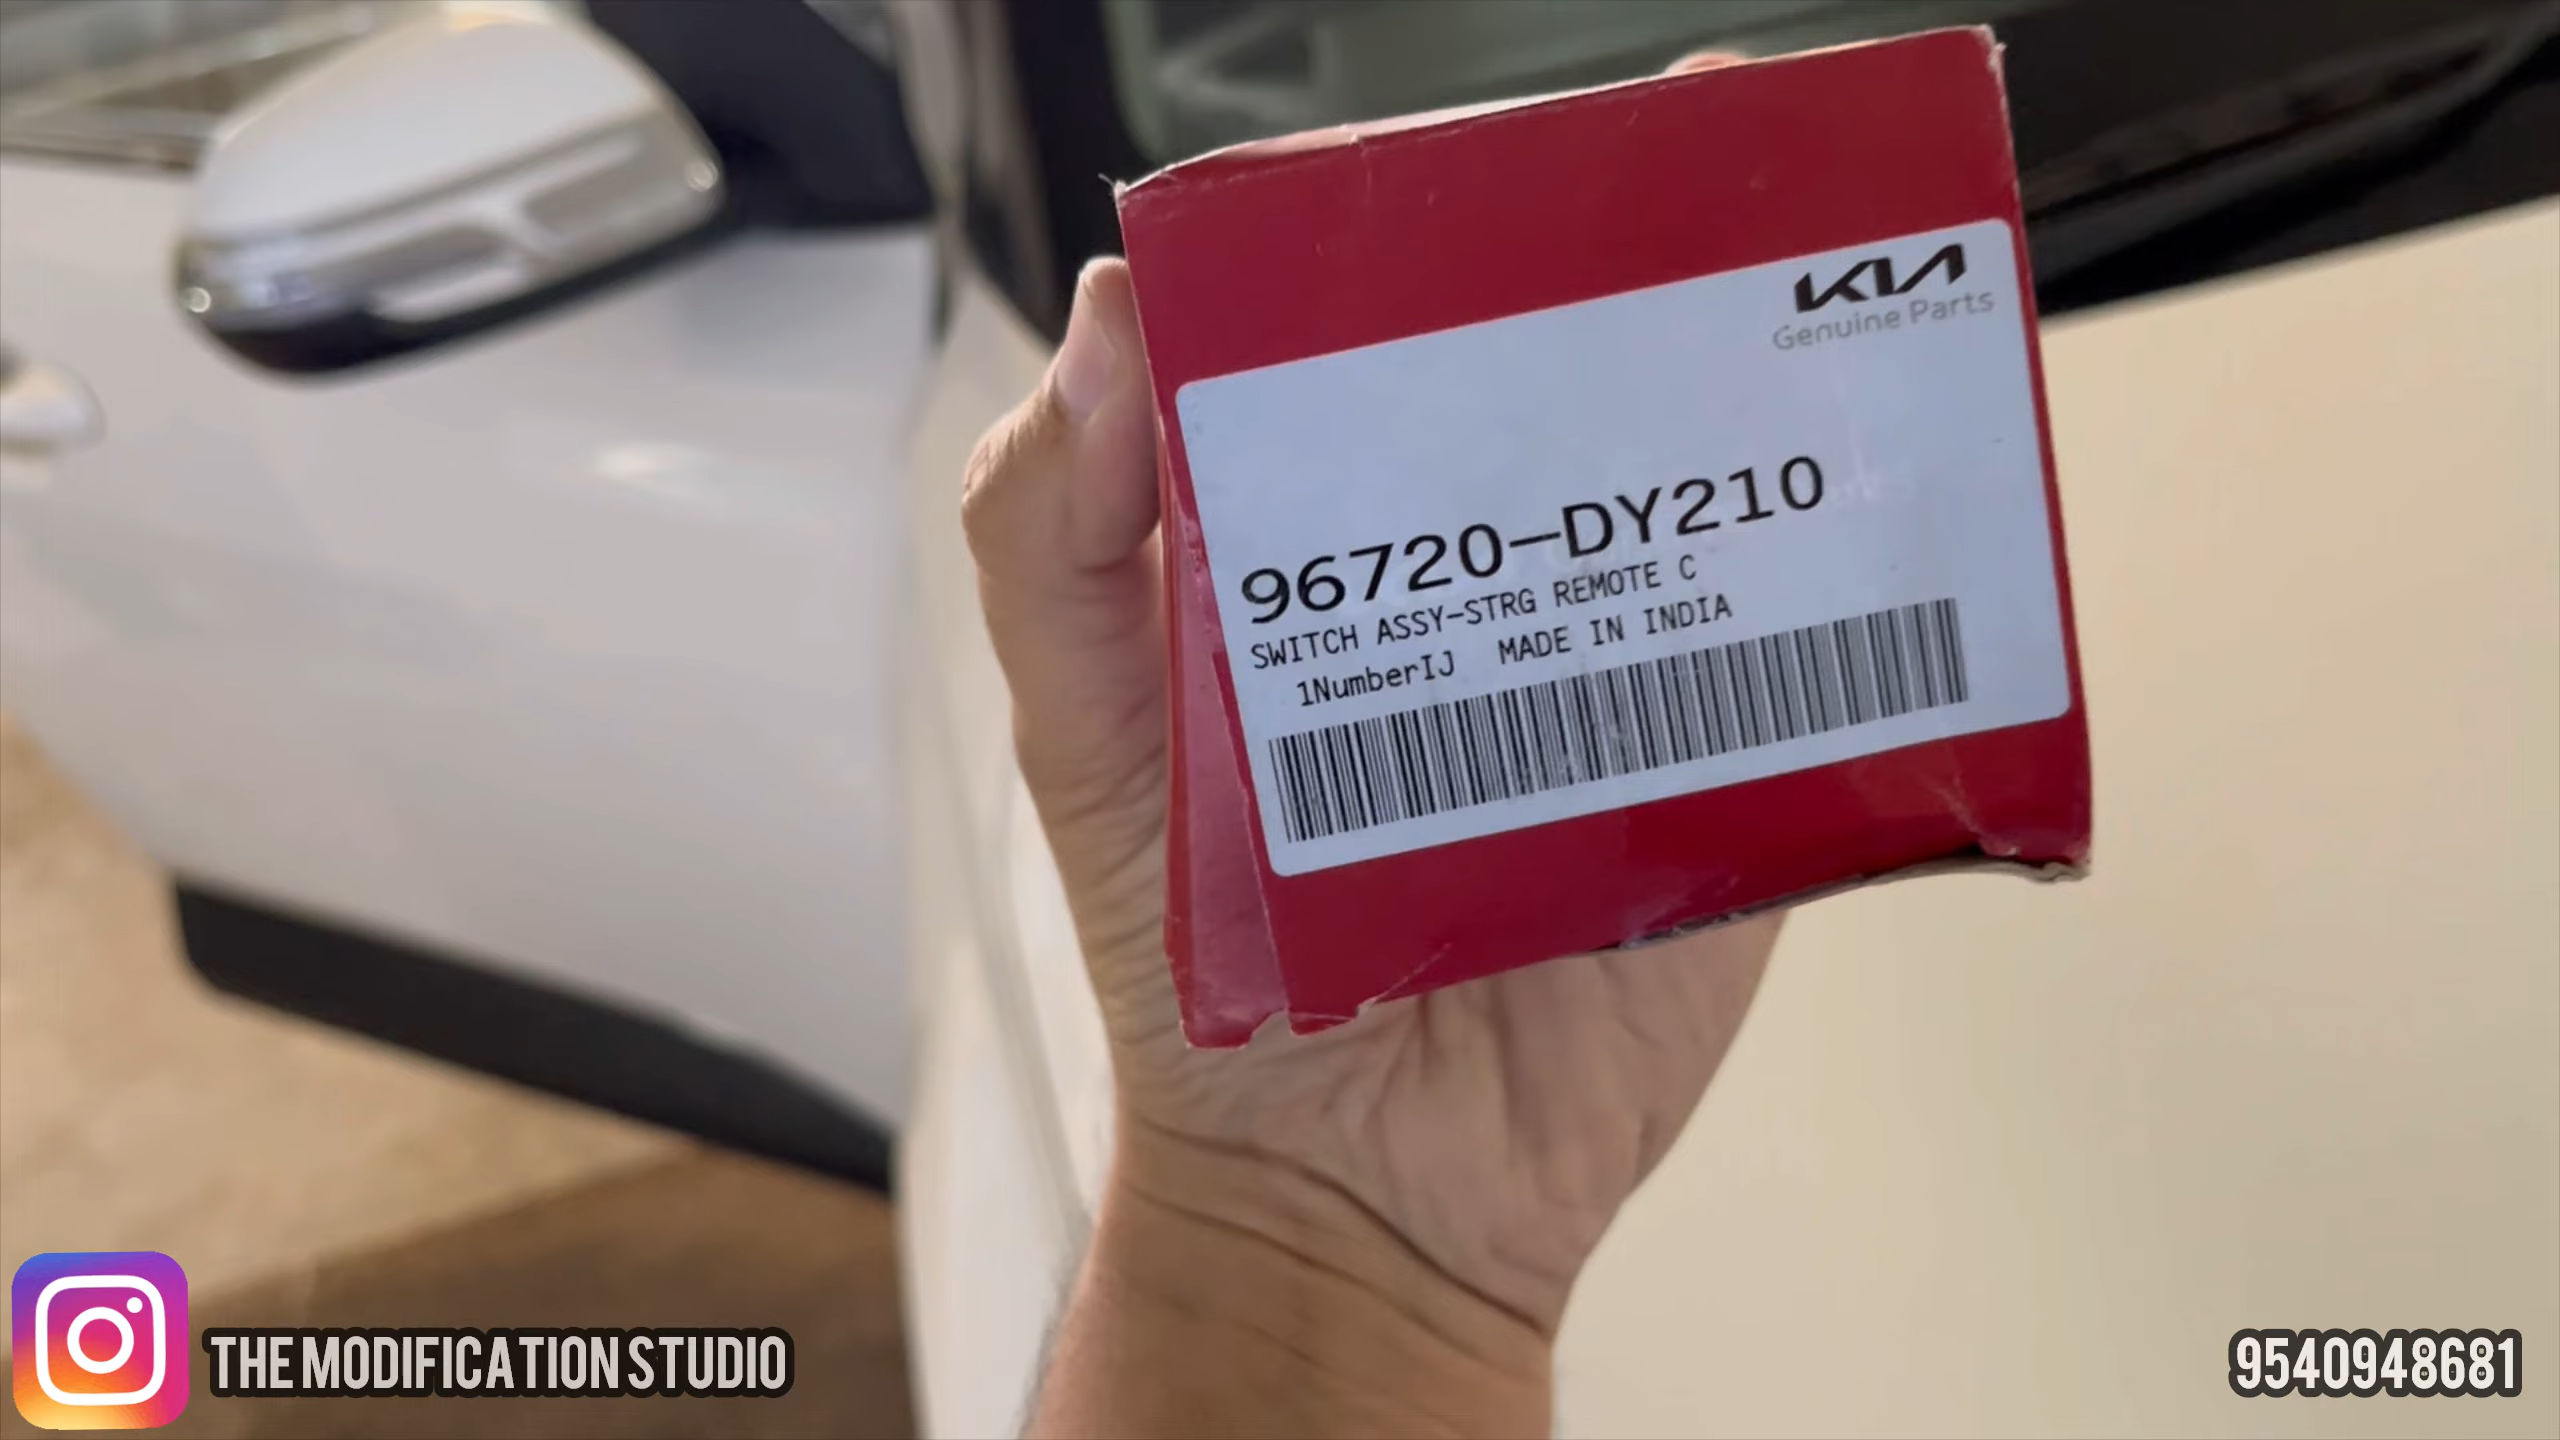 KIA
Genuine Parts
96720-DY210
SWITCH ASSY-STRG REMOTE C
1NumberIJ MADE IN INDIA
THE MODIFICATION STUDIO
9540948681